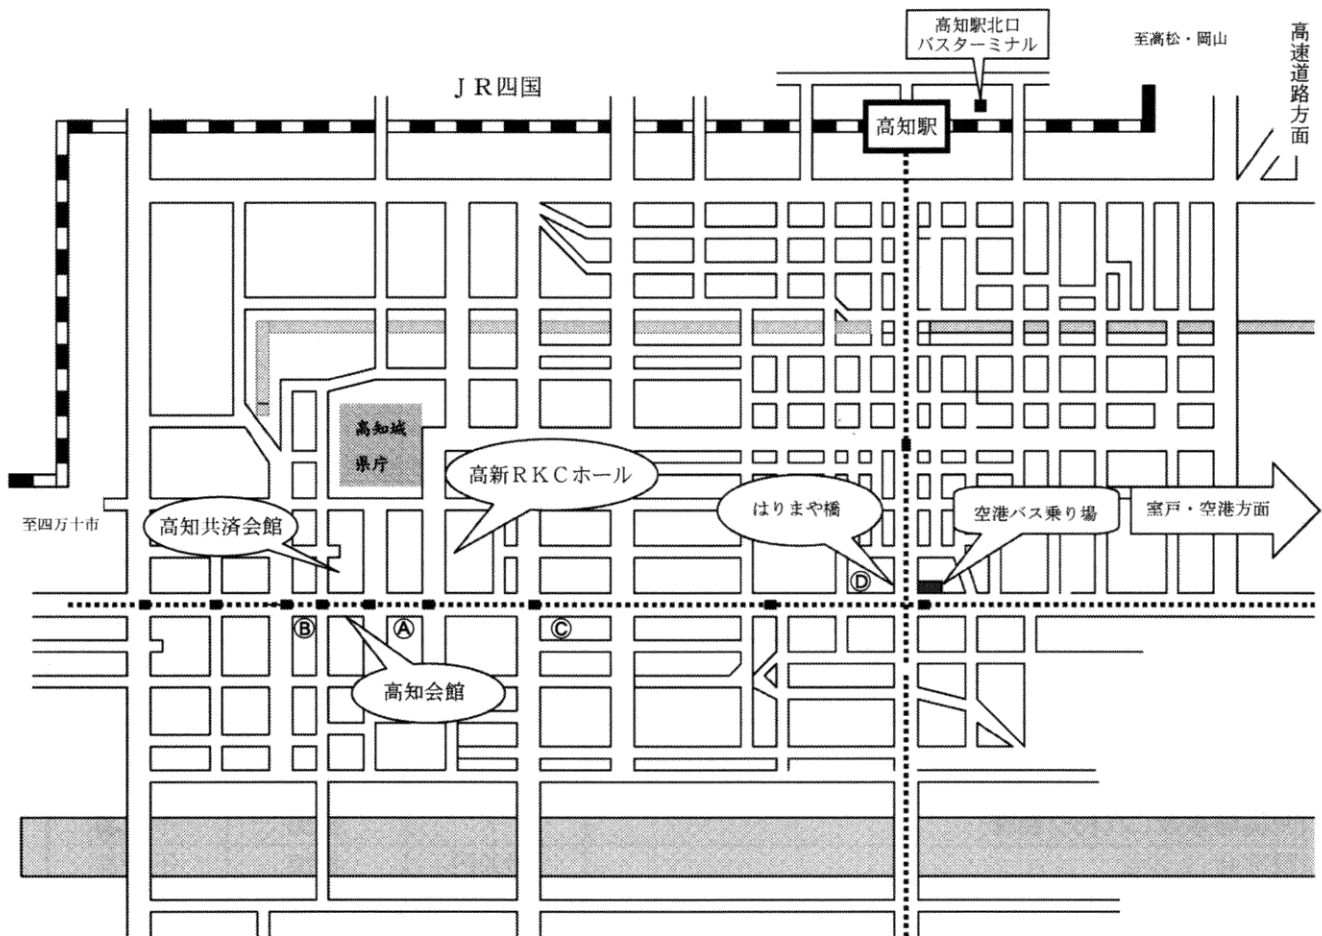 高知駅北口
バスターミナル
至高松・岡山
高速道路方面
ＪＲ四国
高知駅
高知城
県庁
高新ＲＫＣホール
はりまや橋
空港バス乗り場
室戸・空港方面
至四万十市
高知共済会館
Ⓓ
Ⓑ
Ⓐ
Ⓒ
高知会館